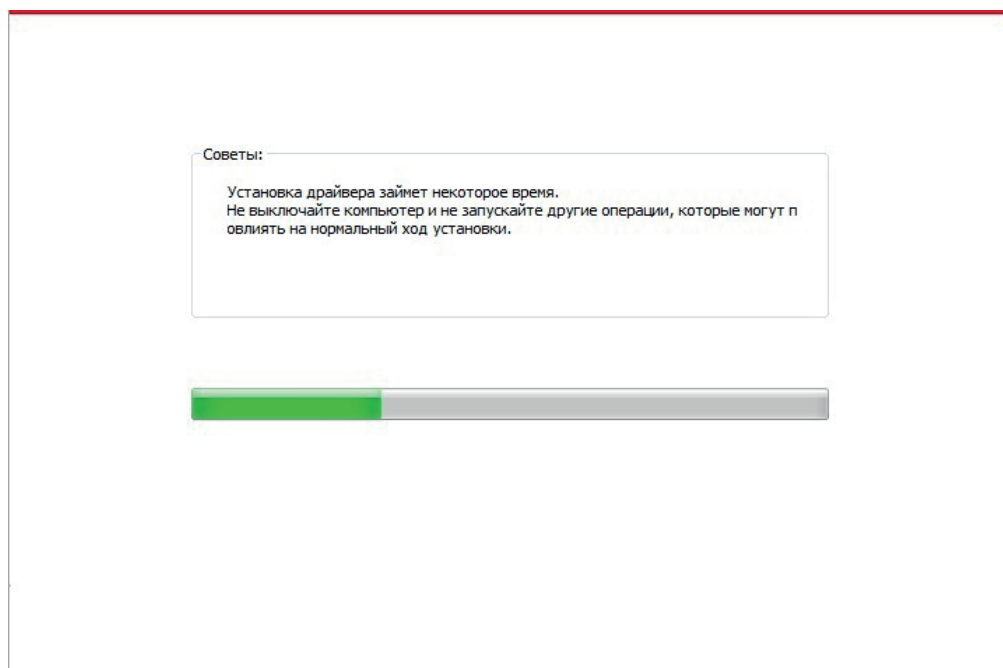 Советы:
Установка драйвера займет некоторое время.
Не выключайте компьютер и не запускайте другие операции, которые могут п
овлиять на нормальный ход установки.